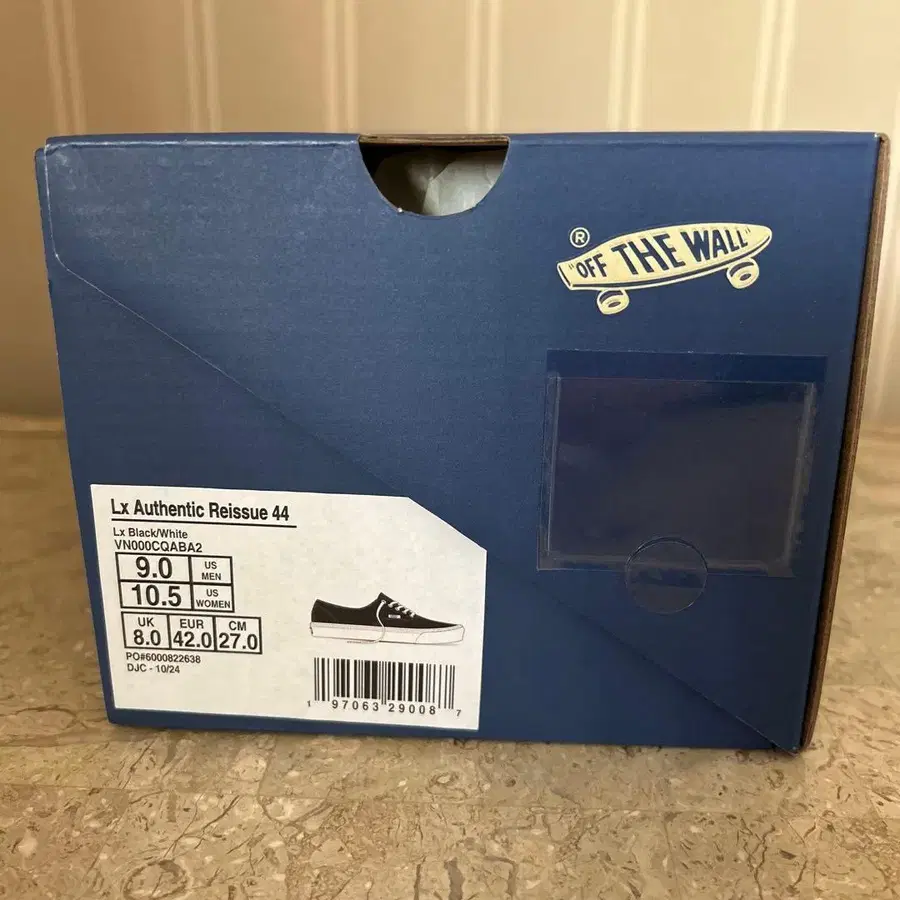 ®
"OFF THE WALL"
Lx Authentic Reissue 44
Lx Black/White
VN000CQABA2
9.0 US MEN
10.5 US WOMEN
UK EUR CM
8.0 42.0 27.0
PO#6000822638
DJC - 10/24
1 97063 29008 7